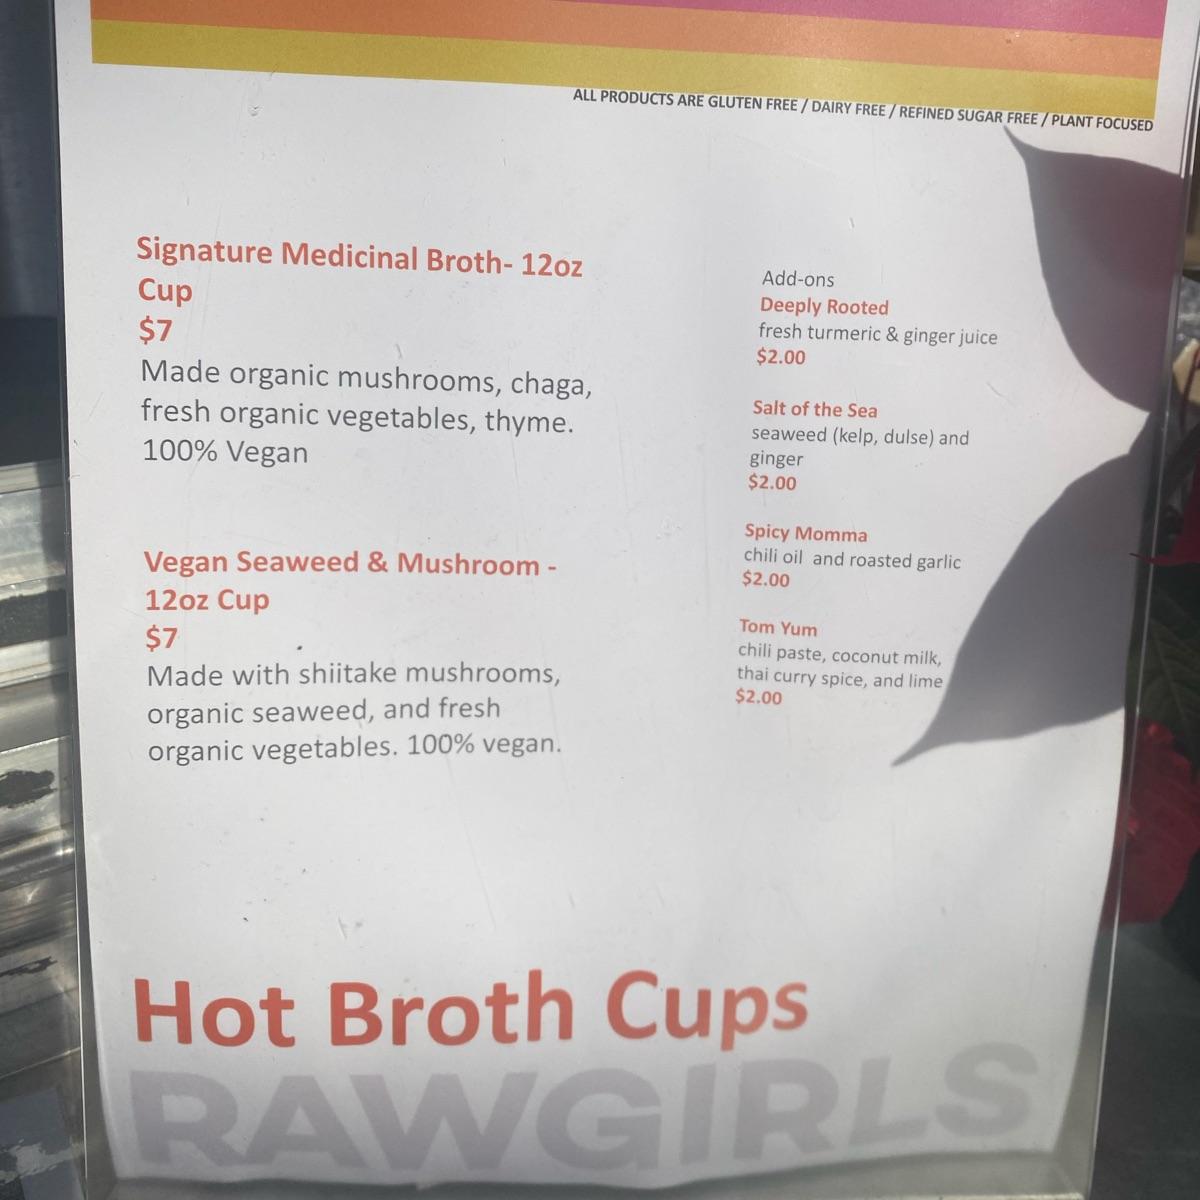 ALL PRODUCTS ARE GLUTEN FREE / DAIRY FREE / REFINED SUGAR FREE / PLANT FOCUSED
Signature Medicinal Broth- 12oz
Cup
$7
Made organic mushrooms, chaga,
fresh organic vegetables, thyme.
100% Vegan
Vegan Seaweed & Mushroom -
12oz Cup
$7
Made with shiitake mushrooms,
organic seaweed, and fresh
organic vegetables. 100% vegan.
Add-ons
Deeply Rooted
fresh turmeric & ginger juice
$2.00
Salt of the Sea
seaweed (kelp, dulse) and
ginger
$2.00
Spicy Momma
chili oil  and roasted garlic
$2.00
Tom Yum
chili paste, coconut milk,
thai curry spice, and lime
$2.00
Hot Broth Cups
RAWGIRLS